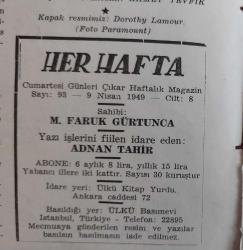 Kapak resmimiz: Dorothy Lamour.
(Foto Paramount)
HER HAFTA
Cumartesi Günleri Çıkar Haftalık Magazin
Sayı: 93 — 9 Nisan 1949 — Cilt: 8
Sahibi:
M. FARUK GÜRTUNCA
Yazı işlerini fiilen idare eden:
ADNAN TAHİR
ABONE: 6 aylık 8 lira, yıllık 15 lira
Yabancı illere iki kattır. Sayısı 30 kuruştur
İdare yeri: Ülkü Kitap Yurdu.
Ankara caddesi 72
Basıldığı yer: ÜLKÜ Basımevi
İstanbul, Türkiye - Telefon: 22895
Mecmuaya gönderilen resim ve yazılar
basılsın basılmasın iade edilmez.